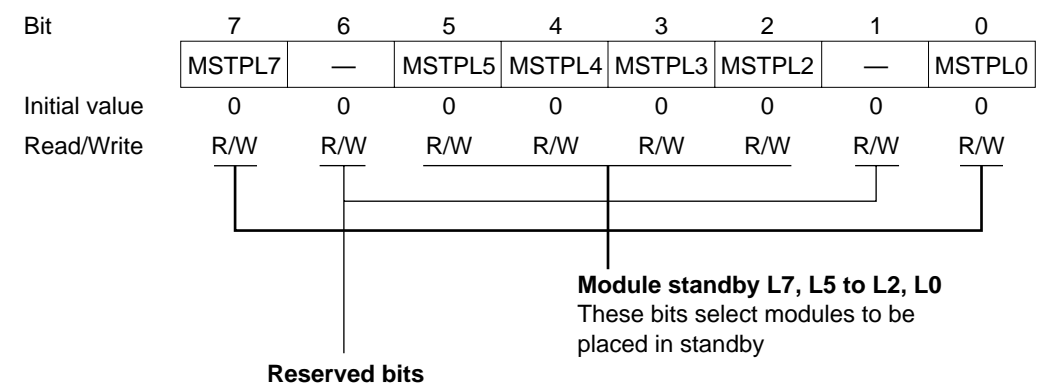 Bit 7 6 5 4 3 2 1 0
MSTPL7 — MSTPL5 MSTPL4 MSTPL3 MSTPL2 — MSTPL0
Initial value 0 0 0 0 0 0 0 0
Read/Write R/W R/W R/W R/W R/W R/W R/W R/W
Module standby L7, L5 to L2, L0
These bits select modules to be
placed in standby
Reserved bits